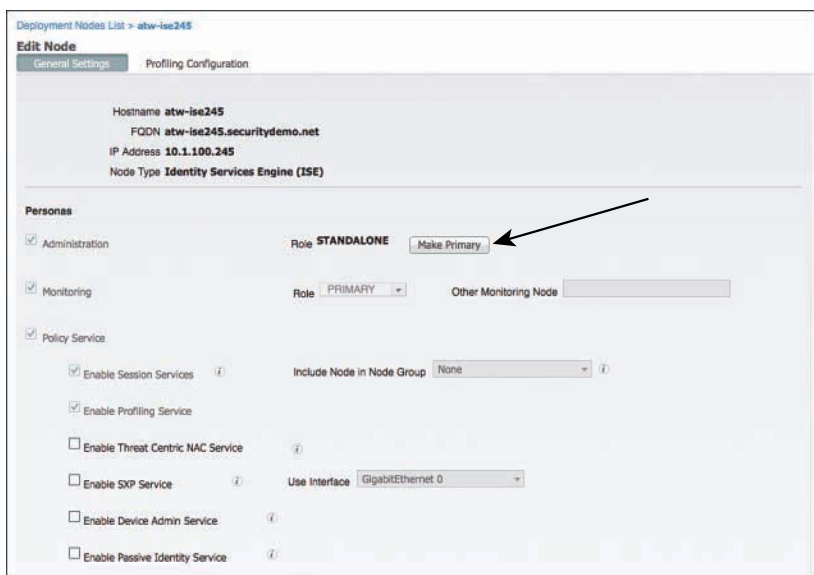 Deployment Nodes List > atw-ise245
Edit Node
General Settings Profiling Configuration
Hostname atw-ise245
FQDN atw-ise245.securitydemo.net
IP Address 10.1.100.245
Node Type Identity Services Engine (ISE)
Personas
Administration Role STANDALONE Make Primary
Monitoring Role PRIMARY Other Monitoring Node
Policy Service
Enable Session Services i Include Node in Node Group None i
Enable Profiling Service
Enable Threat Centric NAC Service i
Enable SXP Service i Use Interface GigabitEthernet 0
Enable Device Admin Service i
Enable Passive Identity Service i